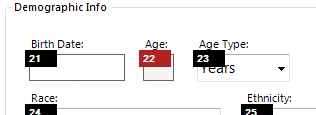 Demographic Info
Birth Date: Age: Age Type:
21 22 23
Years
Race: Ethnicity:
24 25